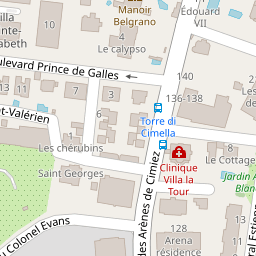 Édouard
VII
Manoir
Belgrano
Le calypso
Boulevard Prince de Galles
140
3
7
136-138
Torre di
Cimella
Les chérubins
Saint Georges
Clinique
Villa la
Tour
Le Cottage
Jardin A
Blan
des Arènes de Cimiez
Colonel Evans
128
Arena
résidence